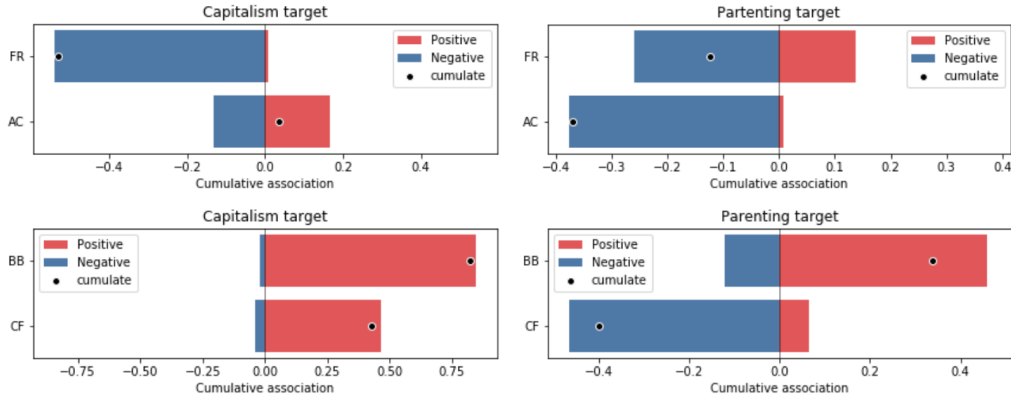 Capitalism target
FR
AC
Positive
Negative
cumulate
−0.4 −0.2 0.0 0.2 0.4
Cumulative association
Partenting target
FR
AC
Positive
Negative
cumulate
−0.4 −0.3 −0.2 −0.1 0.0 0.1 0.2 0.3 0.4
Cumulative association
Capitalism target
BB
CF
Positive
Negative
cumulate
−0.75 −0.50 −0.25 0.00 0.25 0.50 0.75
Cumulative association
Parenting target
BB
CF
Positive
Negative
cumulate
−0.4 −0.2 0.0 0.2 0.4
Cumulative association